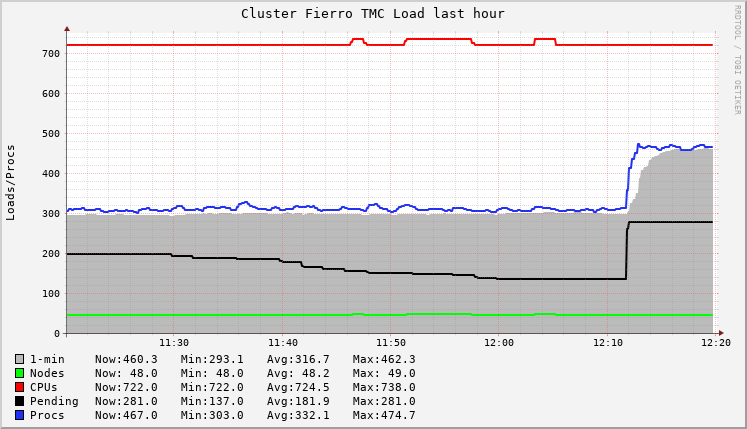 Cluster Fierro TMC Load last hour
RRDTOOL / TOBI OETIKER
Loads/Procs
700
600
500
400
300
200
100
0
11:30 11:40 11:50 12:00 12:10 12:20
1-min Now:460.3 Min:293.1 Avg:316.7 Max:462.3
Nodes Now: 48.0 Min: 48.0 Avg: 48.2 Max: 49.0
CPUs Now:722.0 Min:722.0 Avg:724.5 Max:738.0
Pending Now:281.0 Min:137.0 Avg:181.9 Max:281.0
Procs Now:467.0 Min:303.0 Avg:332.1 Max:474.7